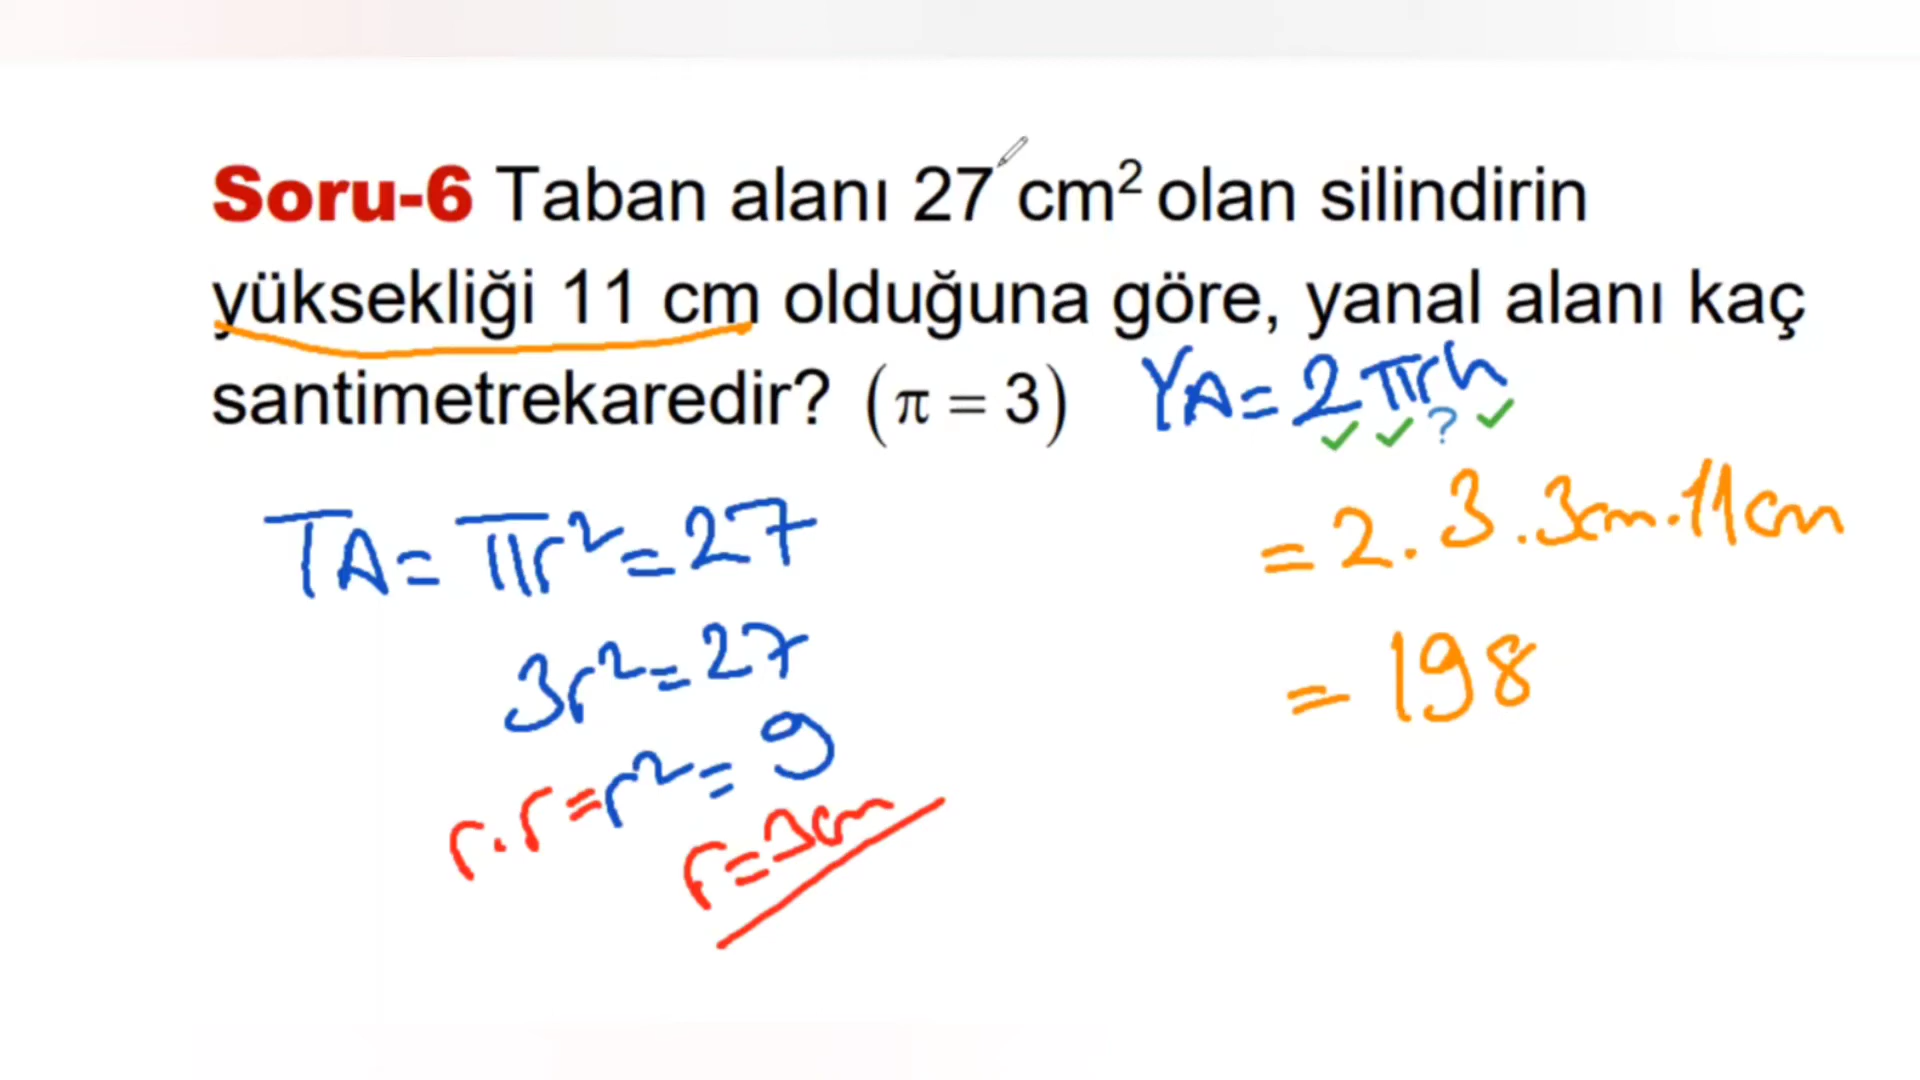 Soru-6 Taban alanı 27 cm² olan silindirin
yüksekliği 11 cm olduğuna göre, yanal alanı kaç
santimetrekaredir? (π = 3)
YA = 2πrh
✓ ✓ ? ✓
= 2 . 3 . 3cm . 11cm
= 198
TA = πr² = 27
3r² = 27
r.r = r² = 9
r = 3cm